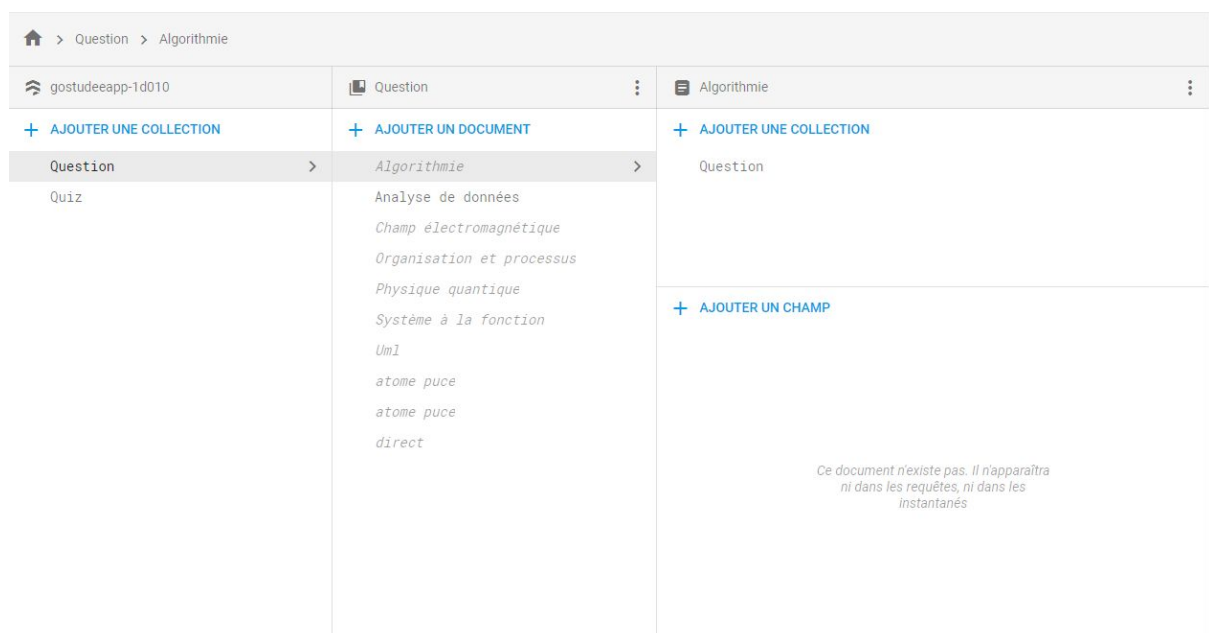 Question > Algorithmie
gostudeeapp-1d010
Question
Algorithmie
+ AJOUTER UNE COLLECTION
Question >
Quiz
+ AJOUTER UN DOCUMENT
Algorithmie >
Analyse de données
Champ électromagnétique
Organisation et processus
Physique quantique
Système à la fonction
Uml
atome puce
atome puce
direct
+ AJOUTER UNE COLLECTION
Question
+ AJOUTER UN CHAMP
Ce document n'existe pas. Il n'apparaîtra
ni dans les requêtes, ni dans les
instantanés